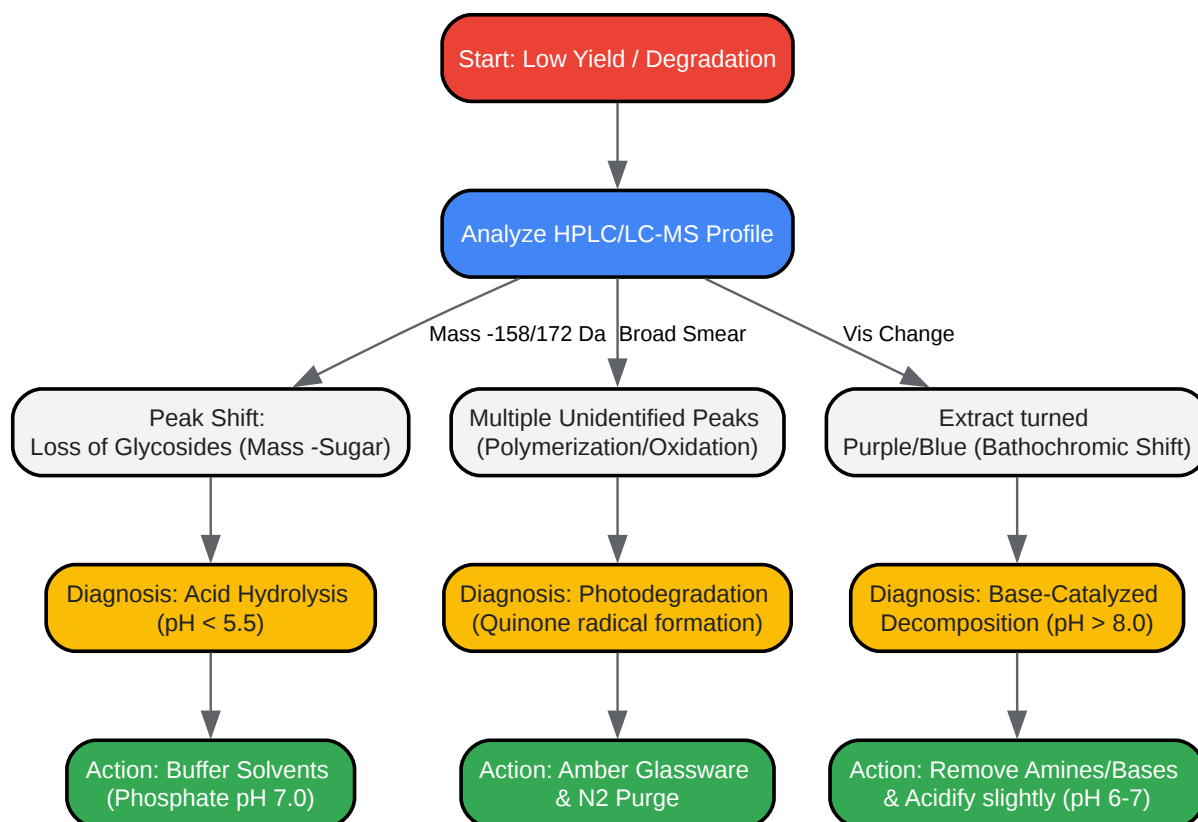 Start: Low Yield / Degradation
Analyze HPLC/LC-MS Profile
Mass -158/172 Da
Broad Smear
Vis Change
Peak Shift:
Loss of Glycosides (Mass -Sugar)
Multiple Unidentified Peaks
(Polymerization/Oxidation)
Extract turned
Purple/Blue (Bathochromic Shift)
Diagnosis: Acid Hydrolysis
(pH < 5.5)
Diagnosis: Photodegradation
(Quinone radical formation)
Diagnosis: Base-Catalyzed
Decomposition (pH > 8.0)
Action: Buffer Solvents
(Phosphate pH 7.0)
Action: Amber Glassware
& N2 Purge
Action: Remove Amines/Bases
& Acidify slightly (pH 6-7)